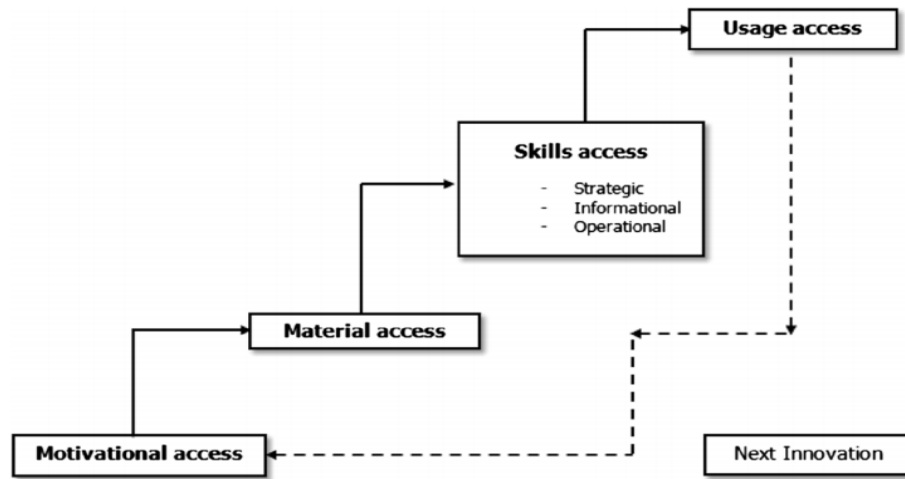 Usage access
Skills access
- Strategic
- Informational
- Operational
Material access
Motivational access
Next Innovation